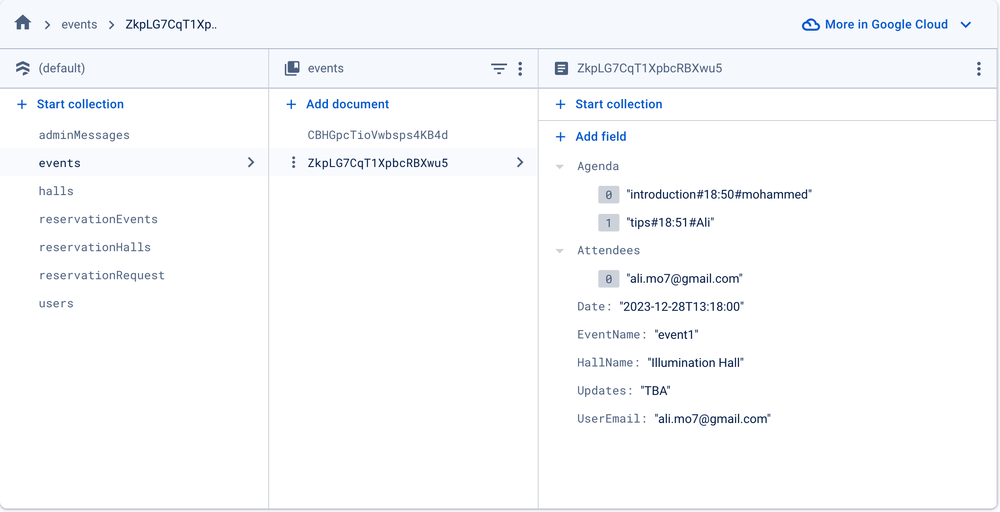 events ZkpLG7CqT1Xp..
More in Google Cloud
(default)
Start collection
adminMessages
events
halls
reservationEvents
reservationHalls
reservationRequest
users
events
Add document
CBHGpcTioVwbsps4KB4d
ZkpLG7CqT1XpbcRBXwu5
ZkpLG7CqT1XpbcRBXwu5
Start collection
Add field
Agenda
0 "introduction#18:50#mohammed"
1 "tips#18:51#Ali"
Attendees
0 "ali.mo7@gmail.com"
Date: "2023-12-28T13:18:00"
EventName: "event1"
HallName: "Illumination Hall"
Updates: "TBA"
UserEmail: "ali.mo7@gmail.com"